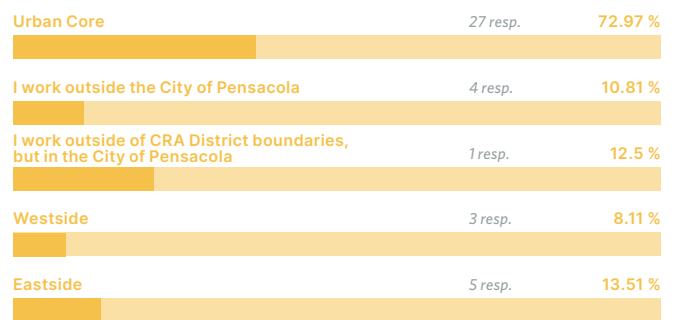 Urban Core 27 resp. 72.97 %
I work outside the City of Pensacola 4 resp. 10.81 %
I work outside of CRA District boundaries,
but in the City of Pensacola 1 resp. 12.5 %
Westside 3 resp. 8.11 %
Eastside 5 resp. 13.51 %